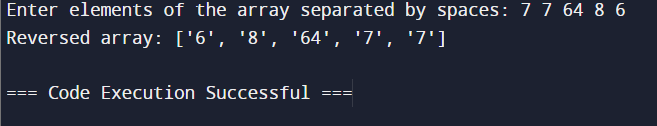 Enter elements of the array separated by spaces: 7 7 64 8 6
Reversed array: ['6', '8', '64', '7', '7']
=== Code Execution Successful ===